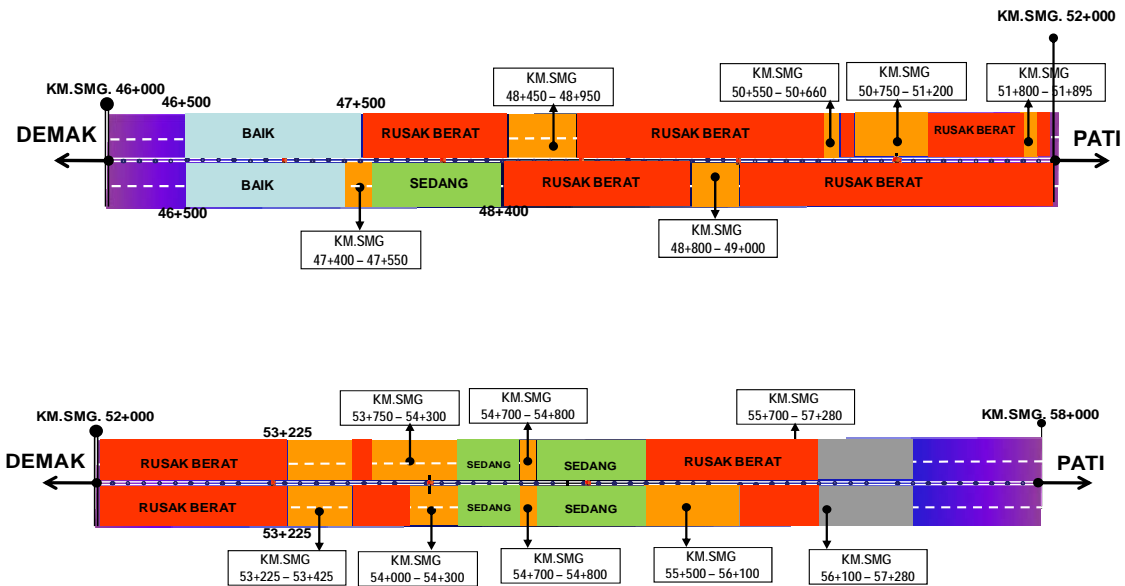 KM.SMG. 52+000
KM.SMG
48+450 – 48+950
KM.SMG
50+550 – 50+660
KM.SMG
50+750 – 51+200
KM.SMG
51+800 – 51+895
KM.SMG. 46+000
46+500
47+500
DEMAK
BAIK
RUSAK BERAT
RUSAK BERAT
RUSAK BERAT
PATI
BAIK
SEDANG
RUSAK BERAT
RUSAK BERAT
46+500
48+400
KM.SMG
47+400 – 47+550
KM.SMG
48+800 – 49+000
KM.SMG
53+750 – 54+300
KM.SMG
54+700 – 54+800
KM.SMG
55+700 – 57+280
KM.SMG. 52+000
KM.SMG. 58+000
53+225
DEMAK
RUSAK BERAT
SEDANG
SEDANG
RUSAK BERAT
PATI
RUSAK BERAT
SEDANG
SEDANG
53+225
KM.SMG
53+225 – 53+425
KM.SMG
54+000 – 54+300
KM.SMG
54+700 – 54+800
KM.SMG
55+500 – 56+100
KM.SMG
56+100 – 57+280